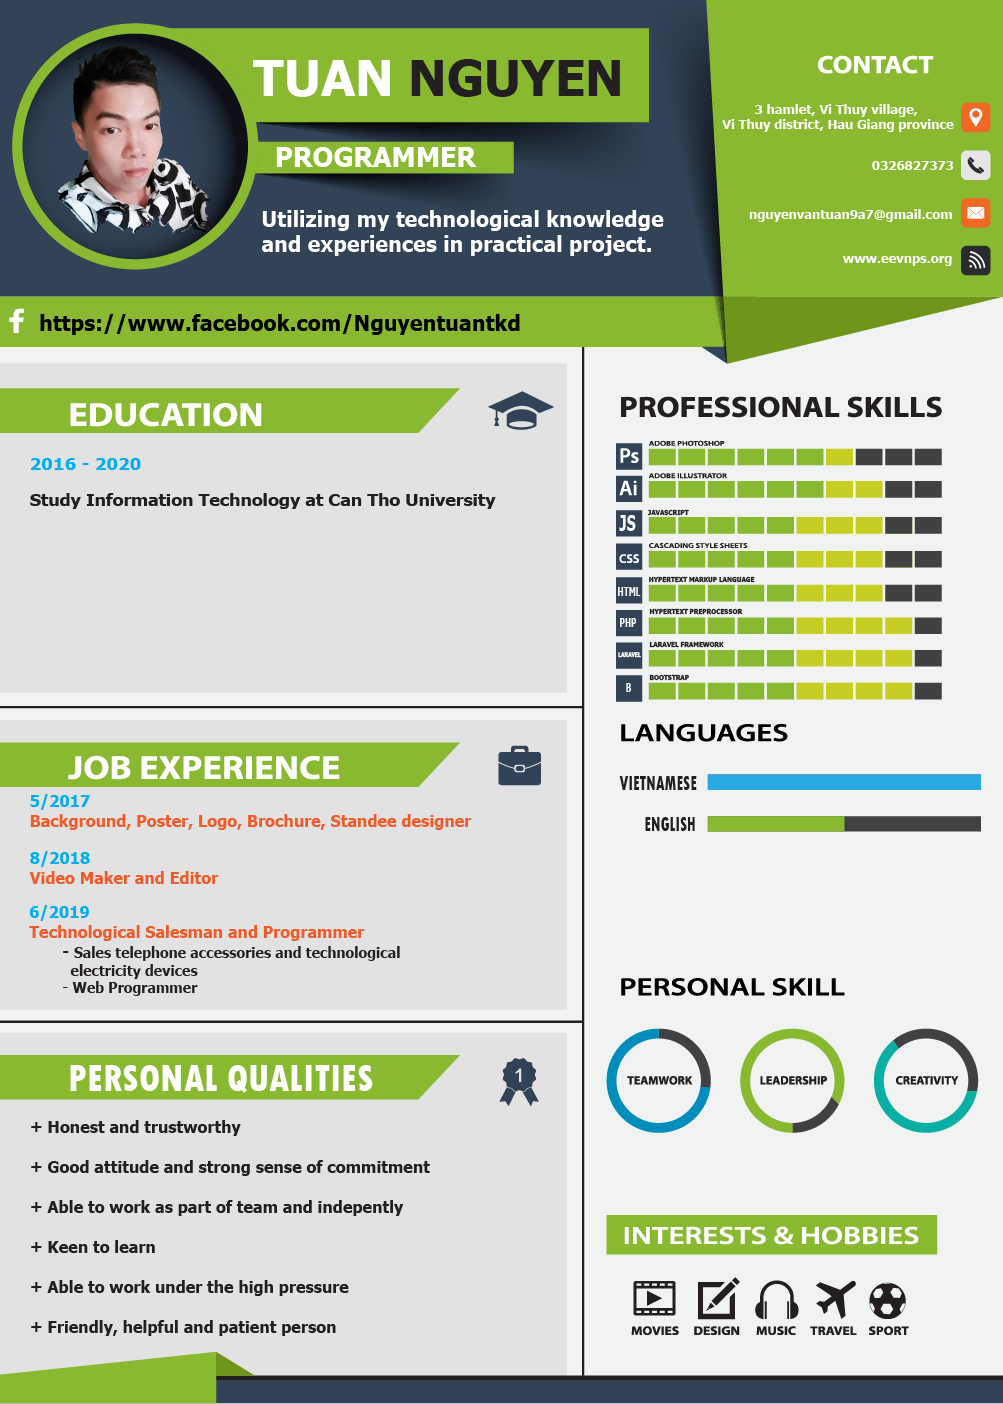 TUAN NGUYEN
PROGRAMMER
Utilizing my technological knowledge
and experiences in practical project.
CONTACT
3 hamlet, Vi Thuy village,
Vi Thuy district, Hau Giang province
0326827373
nguyenvantuan9a7@gmail.com
www.eevnps.org
f https://www.facebook.com/Nguyentuantkd
EDUCATION
2016 - 2020
Study Information Technology at Can Tho University
JOB EXPERIENCE
5/2017
Background, Poster, Logo, Brochure, Standee designer
8/2018
Video Maker and Editor
6/2019
Technological Salesman and Programmer
- Sales telephone accessories and technological
electricity devices
- Web Programmer
PERSONAL QUALITIES
1
+ Honest and trustworthy
+ Good attitude and strong sense of commitment
+ Able to work as part of team and indepently
+ Keen to learn
+ Able to work under the high pressure
+ Friendly, helpful and patient person
PROFESSIONAL SKILLS
ADOBE PHOTOSHOP
Ps
ADOBE ILLUSTRATOR
Ai
JAVASCRIPT
JS
CASCADING STYLE SHEETS
CSS
HYPERTEXT MARKUP LANGUAGE
HTML
HYPERTEXT PREPROCESSOR
PHP
LARAVEL FRAMEWORK
LARAVEL
BOOTSTRAP
B
LANGUAGES
VIETNAMESE
ENGLISH
PERSONAL SKILL
TEAMWORK
LEADERSHIP
CREATIVITY
INTERESTS & HOBBIES
MOVIES DESIGN MUSIC TRAVEL SPORT